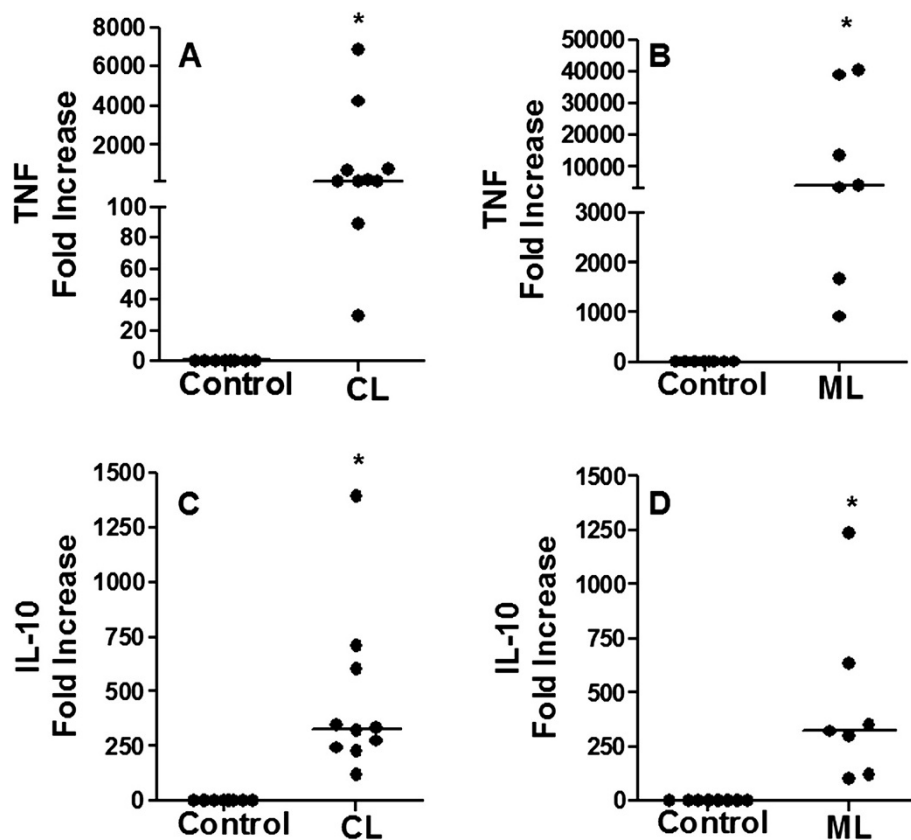 A
*
TNF
Fold Increase
8000
6000
4000
2000
100
80
60
40
20
0
Control
CL
B
*
TNF
Fold Increase
50000
40000
30000
20000
10000
3000
2000
1000
0
Control
ML
C
*
IL-10
Fold Increase
1500
1250
1000
750
500
250
0
Control
CL
D
*
IL-10
Fold Increase
1500
1250
1000
750
500
250
0
Control
ML